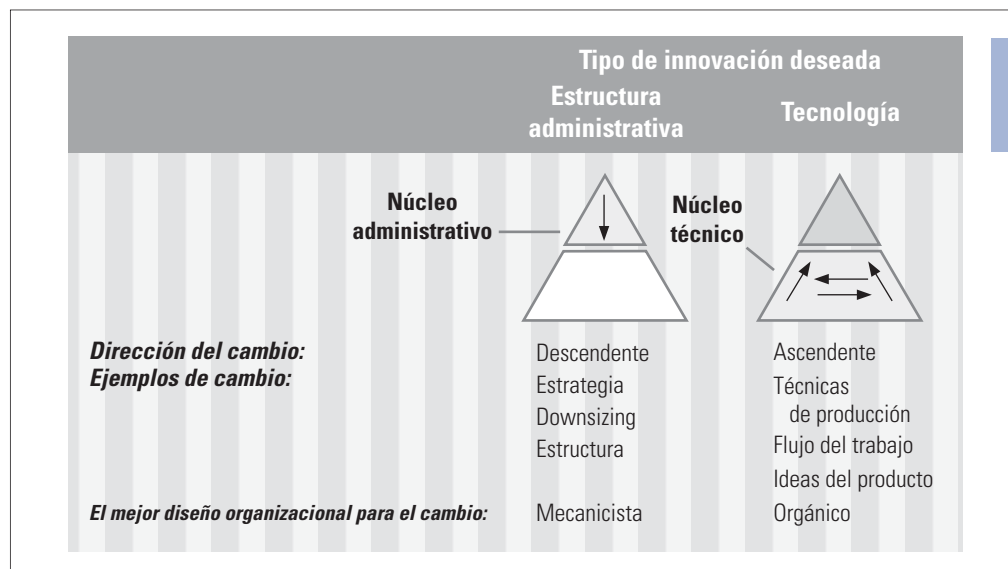 Tipo de innovación deseada
Estructura
administrativa
Tecnología
Núcleo
administrativo
Núcleo
técnico
Dirección del cambio:
Descendente
Ascendente
Ejemplos de cambio:
Estrategia
Técnicas
de producción
Downsizing
Estructura
Flujo del trabajo
Ideas del producto
El mejor diseño organizacional para el cambio:
Mecanicista
Orgánico